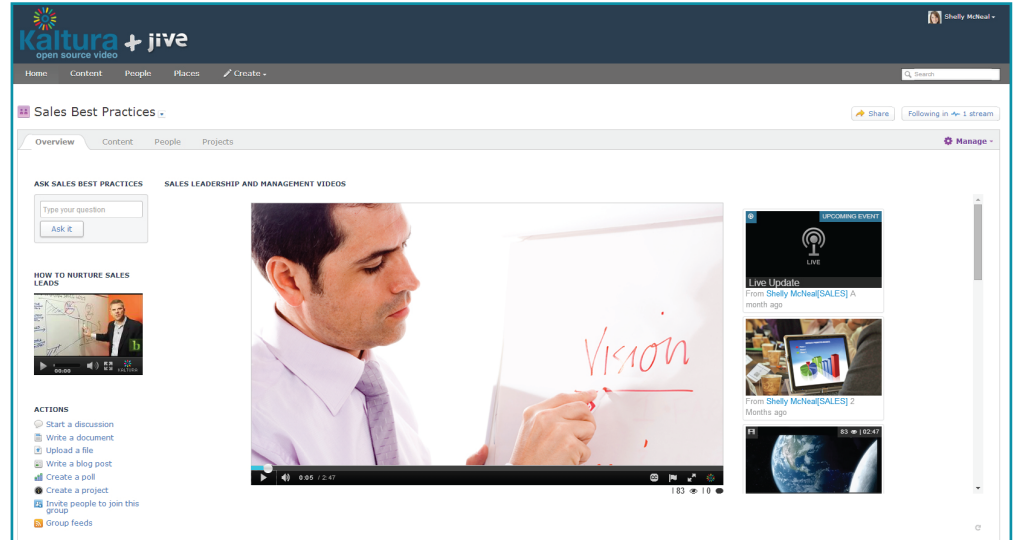 Kaltura + jive
open source video
Shelly McNeal
Home Content People Places Create
Search
Sales Best Practices
Share Following in 1 stream
Overview Content People Projects Manage
ASK SALES BEST PRACTICES
Type your question
Ask it
HOW TO NURTURE SALES
LEADS
b
00:00
KALTURA
ACTIONS
Start a discussion
Write a document
Upload a file
Write a blog post
Create a poll
Create a project
Invite people to join this
group
Group feeds
SALES LEADERSHIP AND MANAGEMENT VIDEOS
Vision
0:05 / 2:47
CC
| 83 | 0
UPCOMING EVENT
LIVE
Live Update
From Shelly McNeal[SALES] A
month ago
From Shelly McNeal[SALES] 2
Months ago
83 | 02:47